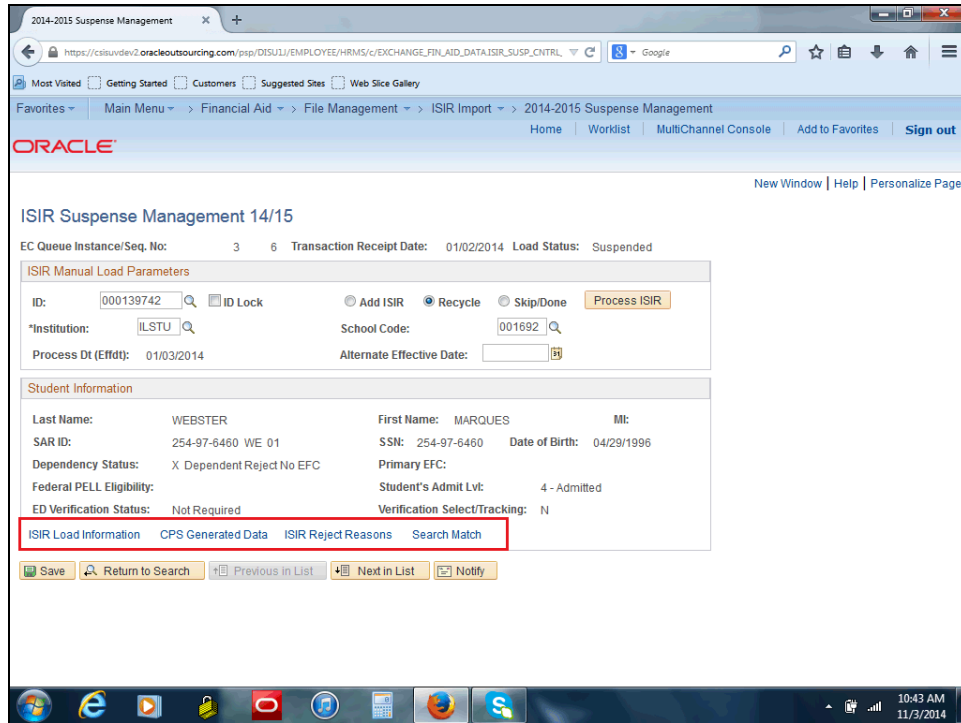 2014-2015 Suspense Management
https://csisuvdev2.oracleoutsourcing.com/psp/DISU1J/EMPLOYEE/HRMS/c/EXCHANGE_FIN_AID_DATA.ISIR_SUSP_CNTRL Google
Most Visited Getting Started Customers Suggested Sites Web Slice Gallery
Favorites Main Menu > Financial Aid > File Management > ISIR Import > 2014-2015 Suspense Management
Home Worklist MultiChannel Console Add to Favorites Sign out
ORACLE
New Window | Help | Personalize Page
ISIR Suspense Management 14/15
EC Queue Instance/Seq. No: 3 6 Transaction Receipt Date: 01/02/2014 Load Status: Suspended
ISIR Manual Load Parameters
ID: 000139742 ID Lock Add ISIR Recycle Skip/Done Process ISIR
*Institution: ILSTU School Code: 001692
Process Dt (Effdt): 01/03/2014 Alternate Effective Date:
Student Information
Last Name: WEBSTER First Name: MARQUES MI:
SAR ID: 254-97-6460 WE 01 SSN: 254-97-6460 Date of Birth: 04/29/1996
Dependency Status: X Dependent Reject No EFC Primary EFC:
Federal PELL Eligibility: Student's Admit Lvl: 4 - Admitted
ED Verification Status: Not Required Verification Select/Tracking: N
ISIR Load Information CPS Generated Data ISIR Reject Reasons Search Match
Save Return to Search Previous in List Next in List Notify
10:43 AM
11/3/2014